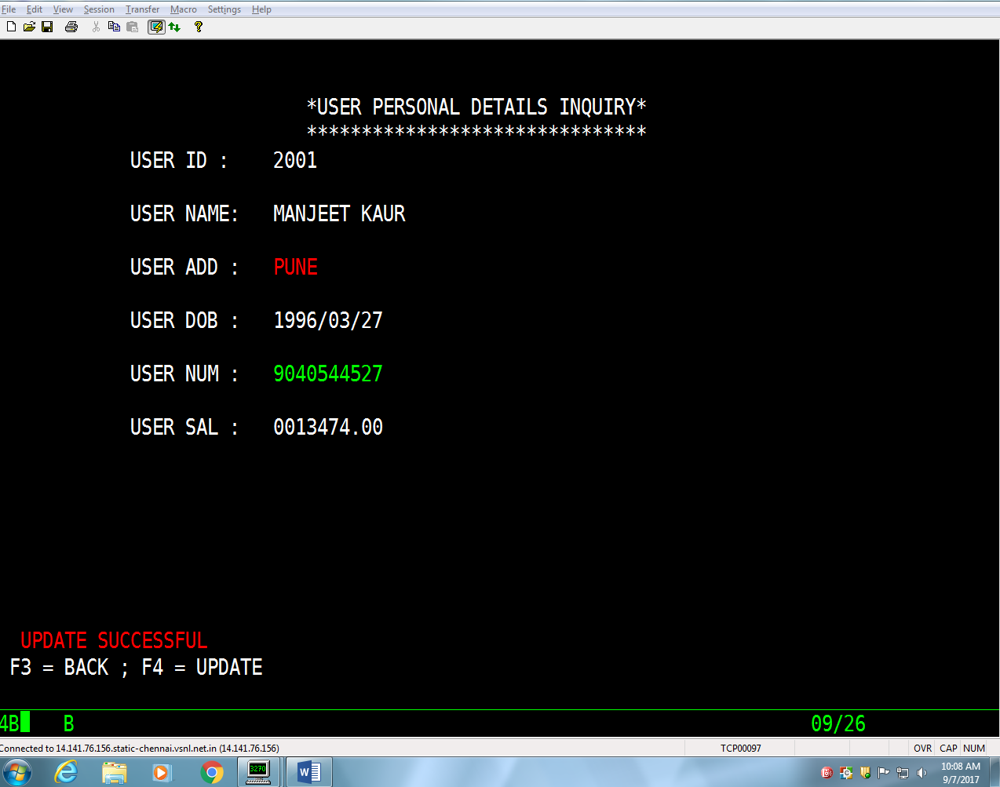 File Edit View Session Transfer Macro Settings Help
*USER PERSONAL DETAILS INQUIRY*
*******************************
USER ID : 2001
USER NAME: MANJEET KAUR
USER ADD : PUNE
USER DOB : 1996/03/27
USER NUM : 9040544527
USER SAL : 0013474.00
UPDATE SUCCESSFUL
F3 = BACK ; F4 = UPDATE
4B B 09/26
Connected to 14.141.76.156.static-chennai.vsnl.net.in (14.141.76.156) TCP00097 OVR CAP NUM
3270 W 10:08 AM
9/7/2017